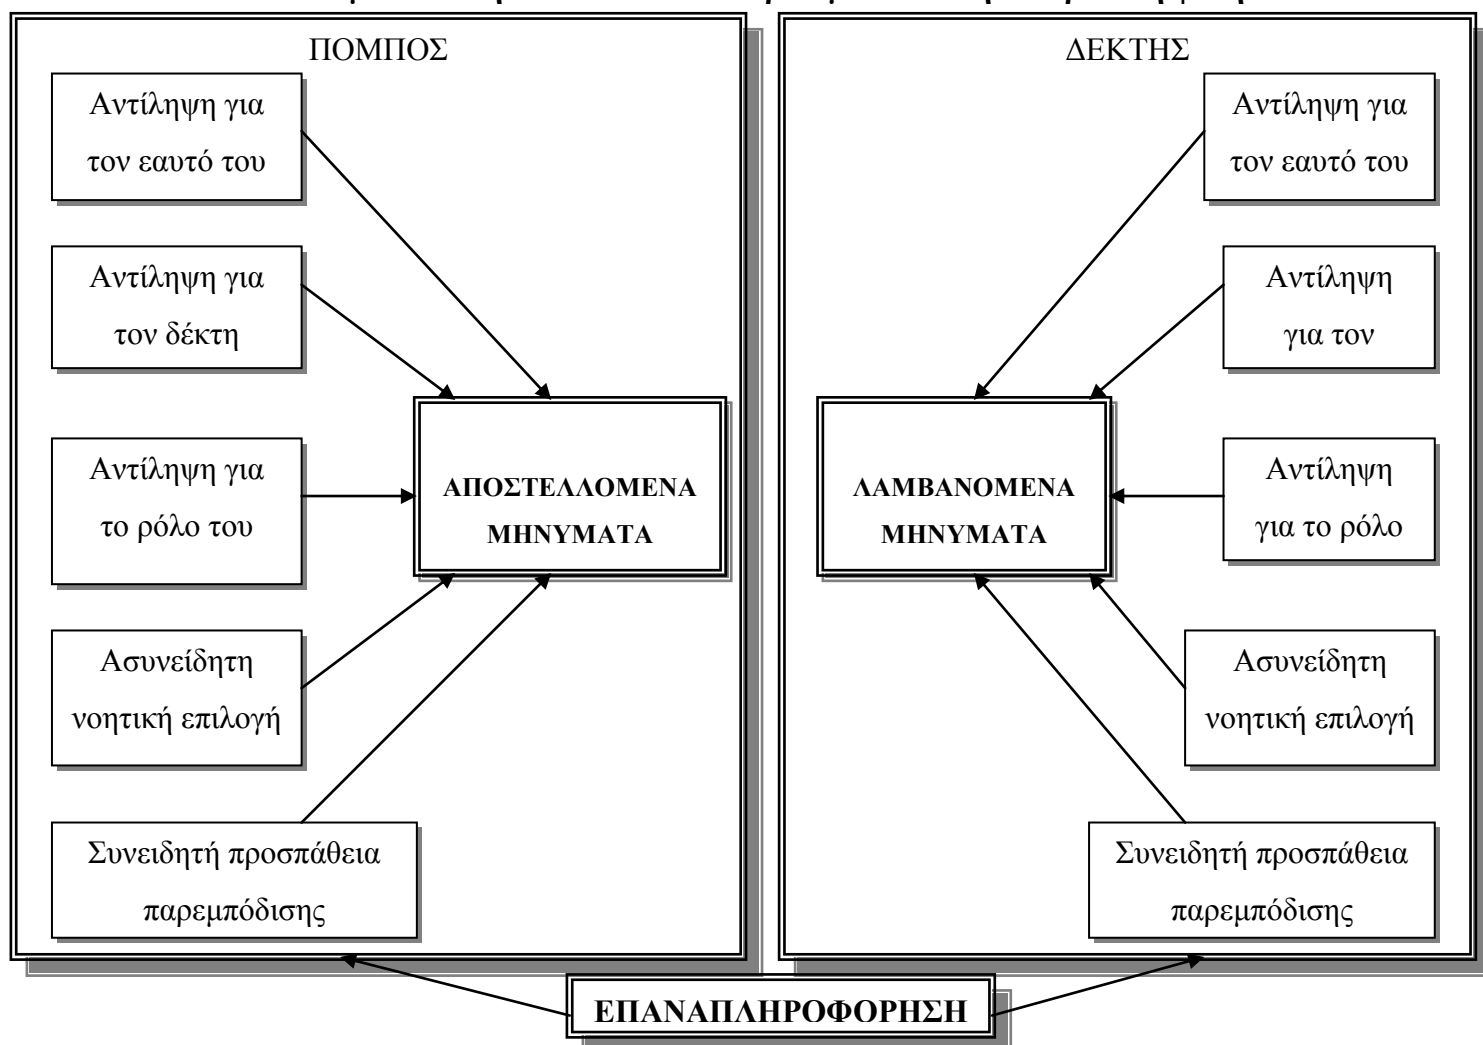 ΠΟΜΠΟΣ
Αντίληψη για
τον εαυτό του
Αντίληψη για
τον δέκτη
Αντίληψη για
το ρόλο του
Ασυνείδητη
νοητική επιλογή
Συνειδητή προσπάθεια
παρεμπόδισης
ΑΠΟΣΤΕΛΛΟΜΕΝΑ
ΜΗΝΥΜΑΤΑ
ΔΕΚΤΗΣ
Αντίληψη για
τον εαυτό του
Αντίληψη
για τον
Αντίληψη
για το ρόλο
Ασυνείδητη
νοητική επιλογή
Συνειδητή προσπάθεια
παρεμπόδισης
ΛΑΜΒΑΝΟΜΕΝΑ
ΜΗΝΥΜΑΤΑ
ΕΠΑΝΑΠΛΗΡΟΦΟΡΗΣΗ